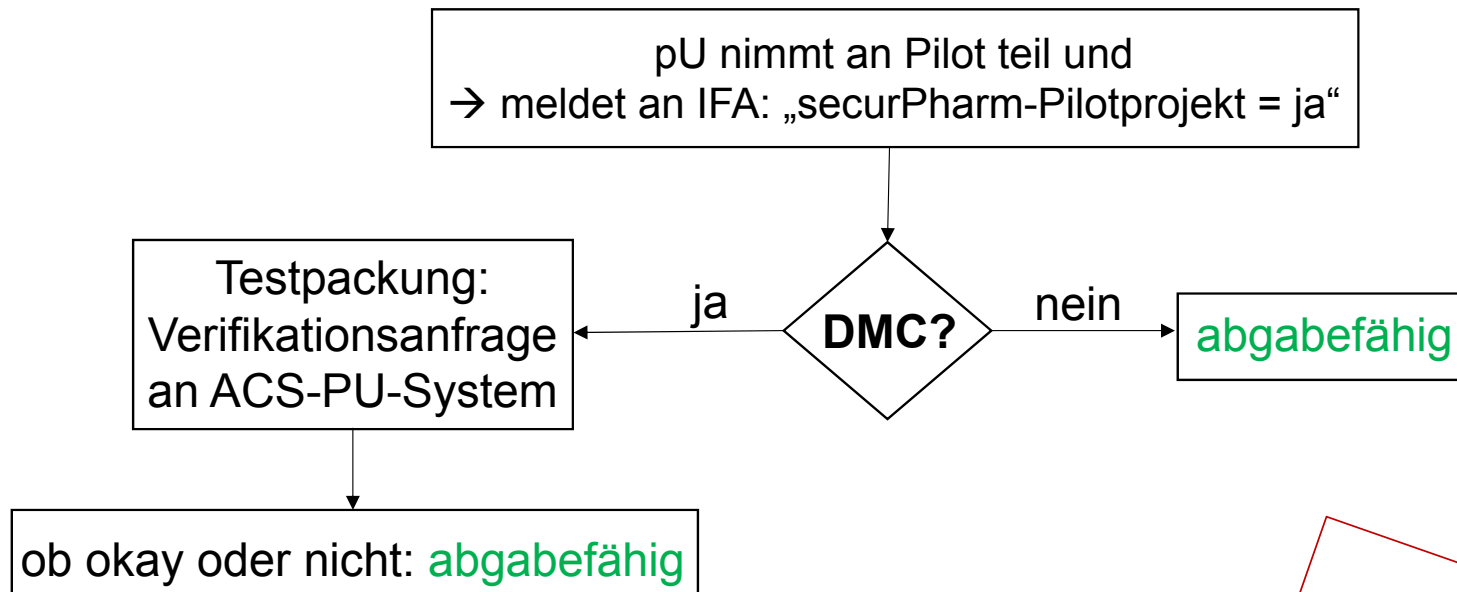 pU nimmt an Pilot teil und
→ meldet an IFA: „securPharm-Pilotprojekt = ja“
Testpackung:
Verifikationsanfrage
an ACS-PU-System
ja
DMC?
nein
abgabefähig
ob okay oder nicht: abgabefähig